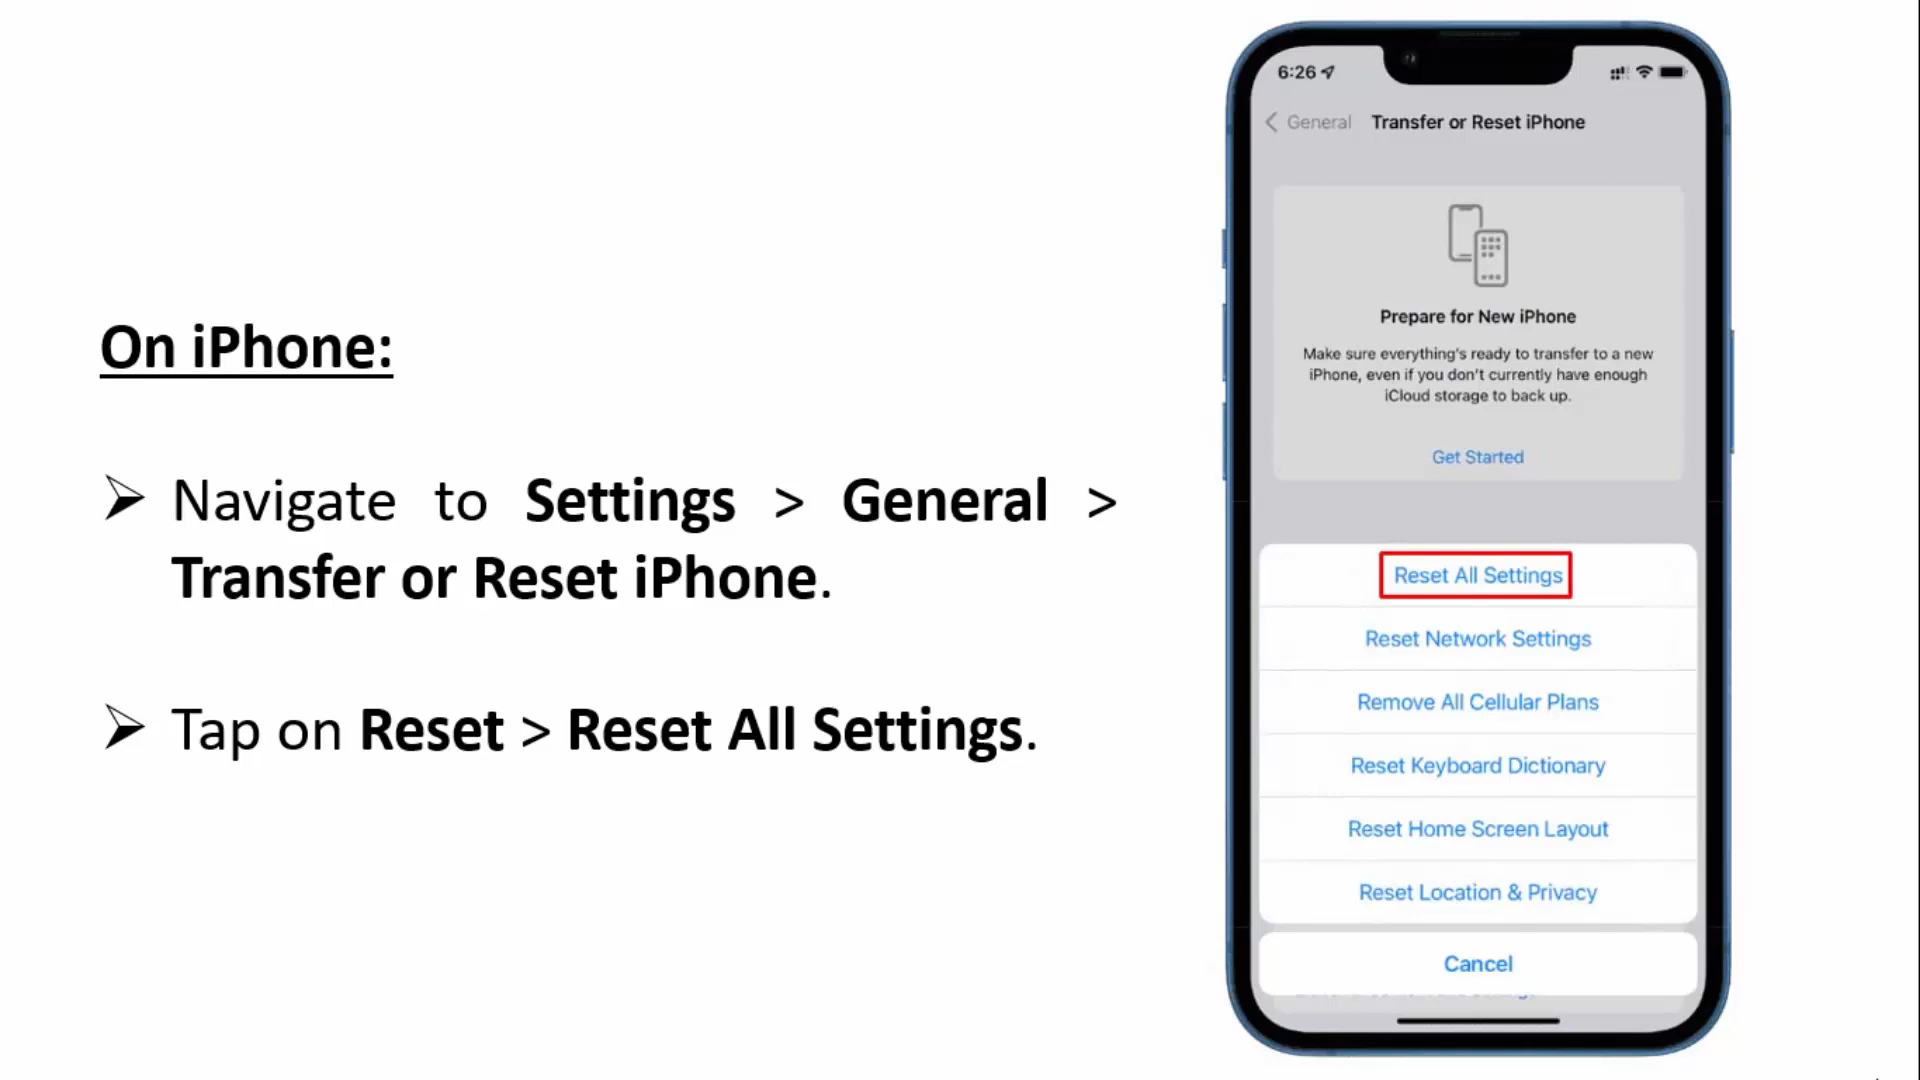 On iPhone:
➢ Navigate to Settings > General >
Transfer or Reset iPhone.
➢ Tap on Reset > Reset All Settings.
6:26
General
Transfer or Reset iPhone
Prepare for New iPhone
Make sure everything's ready to transfer to a new
iPhone, even if you don't currently have enough
iCloud storage to back up.
Get Started
Reset All Settings
Reset Network Settings
Remove All Cellular Plans
Reset Keyboard Dictionary
Reset Home Screen Layout
Reset Location & Privacy
Cancel